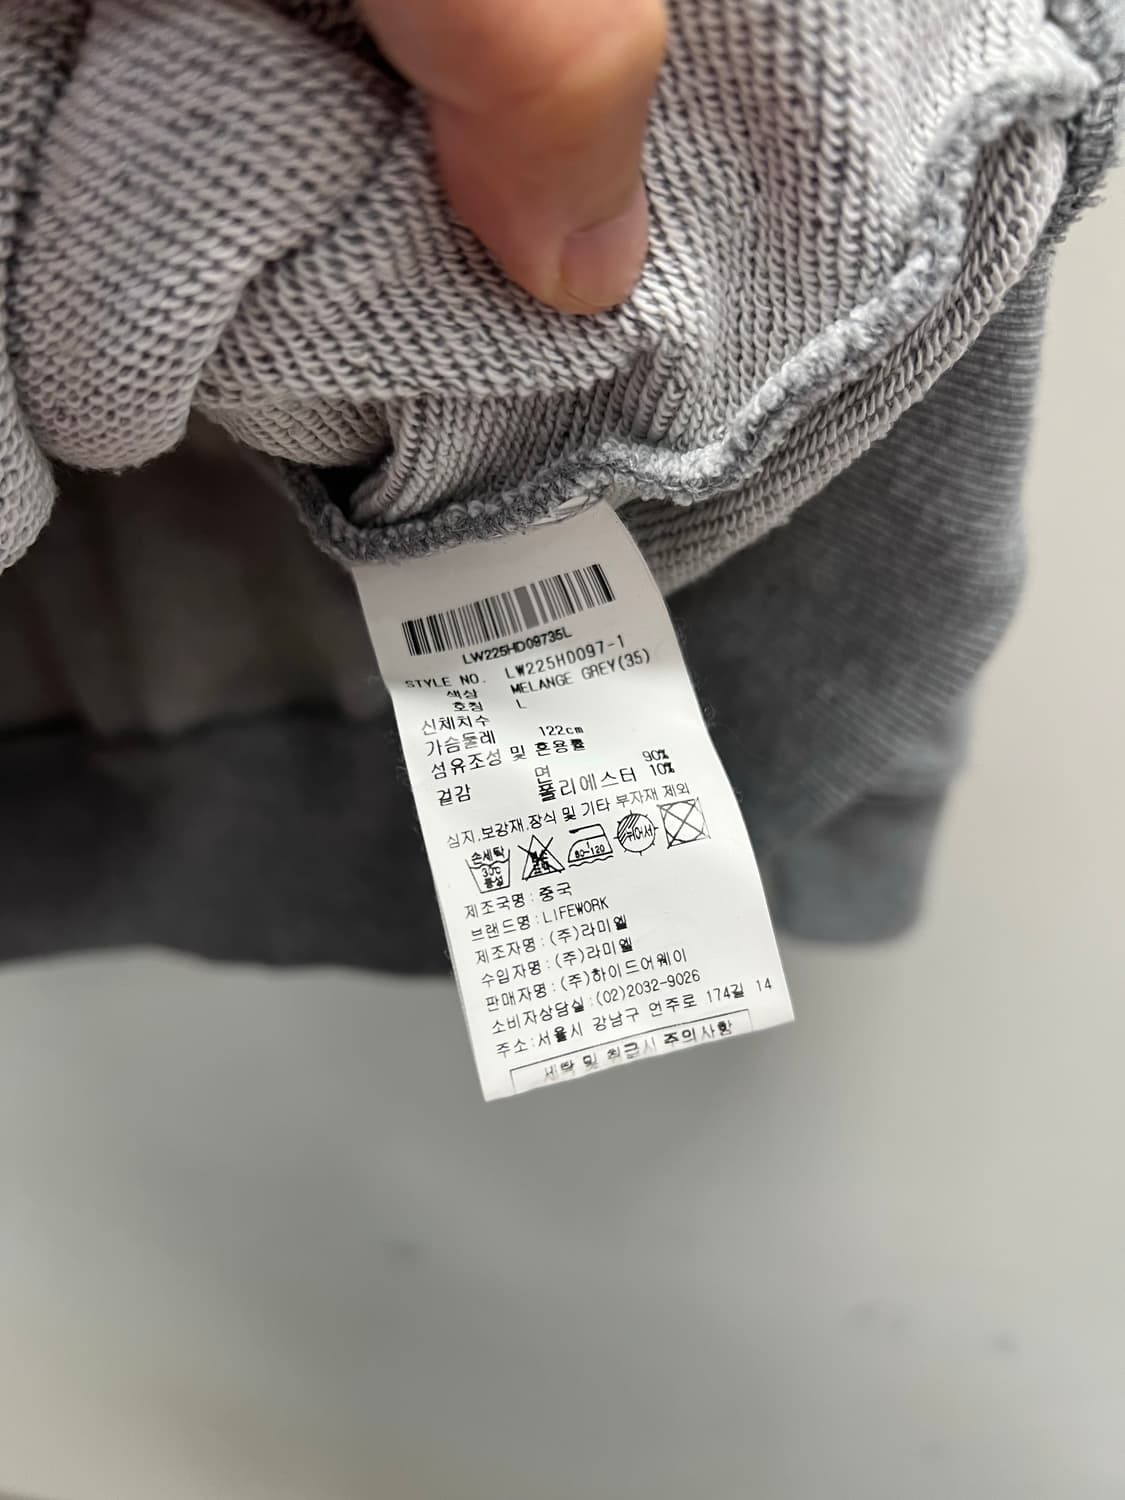 LW225HD09735L
STYLE NO. LW225HD097-1
색상 MELANGE GREY(35)
호칭 L
신체치수
가슴둘레 122cm
섬유조성 및 혼용률
겉감 면 90%
폴리에스터 10%
심지,보강재,장식 및 기타 부자재 제외
손세탁 30℃ 중성 80~120 드라이
제조국명:중국
브랜드명:LIFEWORK
제조자명:(주)라미엘
수입자명:(주)라미엘
판매자명:(주)하이드어웨이
소비자상담실:(02)2032-9026
주소:서울시 강남구 언주로 174길 14
세탁 및 취급시 주의사항